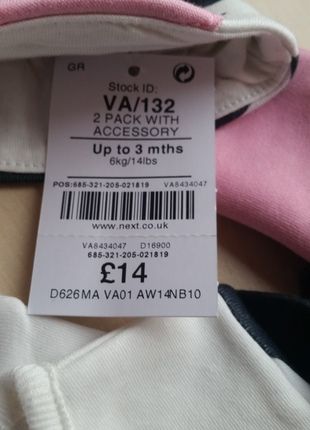 GR
Stock ID:
VA/132
2 PACK WITH
ACCESSORY
Up to 3 mths
6kg/14lbs
POS:685-321-205-021819 VA8434047
www.next.co.uk
VA8434047 D16900
685-321-205-021819
£14
D626MA VA01 AW14NB10